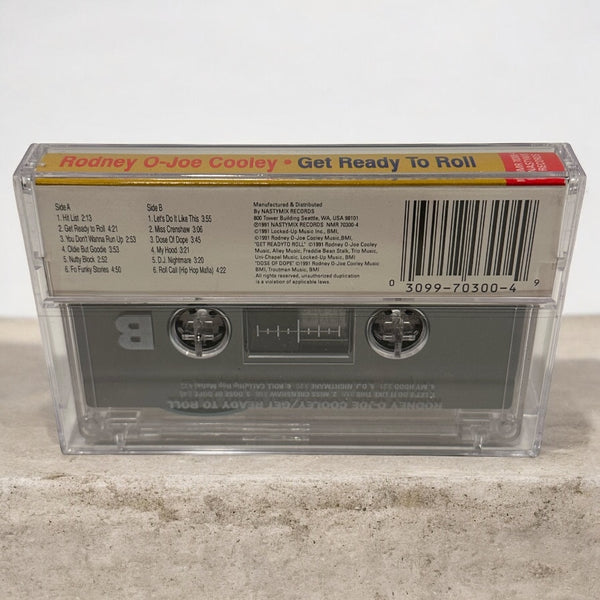 Rodney O-Joe Cooley • Get Ready To Roll
NASTYMIX
RECORDS
Side A
1. Hit List 2:13
2. Get Ready to Roll 4:21
3. You Don't Wanna Run Up 2:53
4. Oldie But Goodie 3:51
5. Nutty Block 2:52
6. Fo Funky Stories 4:50
Side B
1. Let's Do It Like This 3:55
2. Miss Crenshaw 3:06
3. Dose Of Dope 3:45
4. My Hood 3:21
5. D.J. Nightmare 3:20
6. Roll Call (Hip Hop Mafia) 4:22
Manufactured & Distributed
By NASTYMIX RECORDS
800 Tower Building Seattle, WA, USA 98101
©1991 NASTYMIX RECORDS NMR 70300-4
©1991 Locked-Up Music Inc., BMI,
©1991 Rodney O-Joe Cooley Music, BMI,
"GET READYTO ROLL" ©1991 Rodney O-Joe Cooley
Music, Alley Music, Freddie Bean Stalk, Trio Music,
Uni-Chapel Music, Locked-Up Music, BMI.
"DOSE OF DOPE" ©1991 Rodney O-Joe Cooley
Music, BMI, Troutman Music, BMI
All rights reserved, unauthorized duplication
is a violation of applicable laws.
0 3099-70300-4 9
B
RODNEY O-JOE COOLEY/GET READY TO ROLL